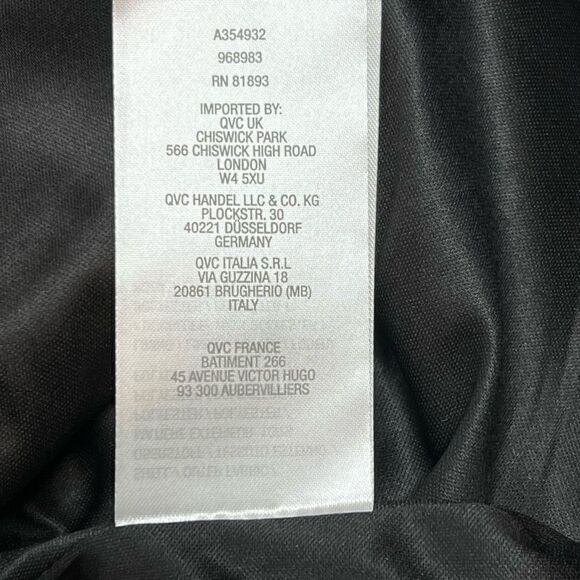 A354932
968983
RN 81893
IMPORTED BY:
QVC UK
CHISWICK PARK
566 CHISWICK HIGH ROAD
LONDON
W4 5XU
QVC HANDEL LLC & CO. KG
PLOCKSTR. 30
40221 DÜSSELDORF
GERMANY
QVC ITALIA S.R.L
VIA GUZZINA 18
20861 BRUGHERIO (MB)
ITALY
QVC FRANCE
BATIMENT 266
45 AVENUE VICTOR HUGO
93 300 AUBERVILLIERS